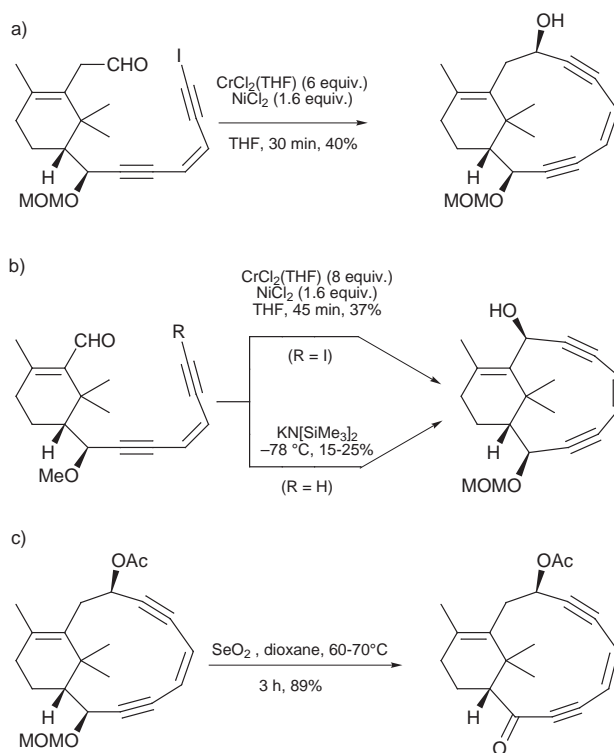 a)
OH
I
CHO
CrCl2(THF) (6 equiv.)
NiCl2 (1.6 equiv.)
THF, 30 min, 40%
H
MOMO
H
MOMO
b)
CrCl2(THF) (8 equiv.)
NiCl2 (1.6 equiv.)
THF, 45 min, 37%
R
HO
CHO
(R = I)
KN[SiMe3]2
–78 °C, 15-25%
H
MeO
(R = H)
H
MOMO
c)
OAc
OAc
SeO2 , dioxane, 60-70°C
3 h, 89%
H
MOMO
H
O